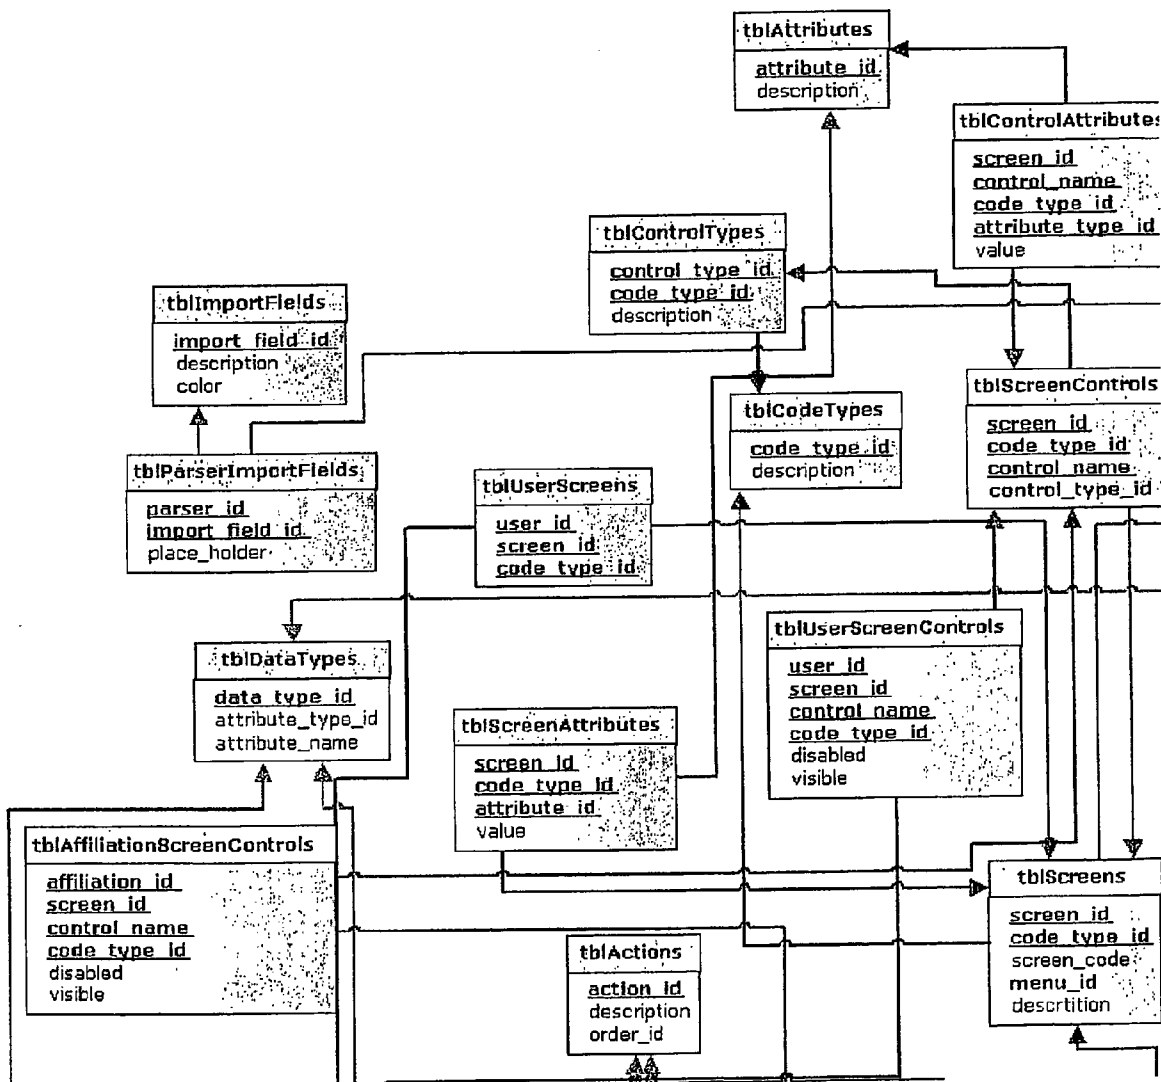 tblAttributes
attribute_id
description
tblControlAttributes
screen_id
control_name
code_type_id
attribute_type_id
value
tblControlTypes
control_type_id
code_type_id
description
tblImportFields
import_field_id
description
color
tblScreenControls
screen_id
code_type_id
control_name
control_type_id
tblCodeTypes
code_type_id
description
tblParserImportFields
parser_id
import_field_id
place_holder
tblUserScreens
user_id
screen_id
code_type_id
tblUserScreenControls
user_id
screen_id
control_name
code_type_id
disabled
visible
tblDataTypes
data_type_id
attribute_type_id
attribute_name
tblScreenAttributes
screen_id
code_type_id
attribute_id
value
tblAffiliationScreenControls
affiliation_id
screen_id
control_name
code_type_id
disabled
visible
tblScreens
screen_id
code_type_id
screen_code
menu_id
descrtition
tblActions
action_id
description
order_id